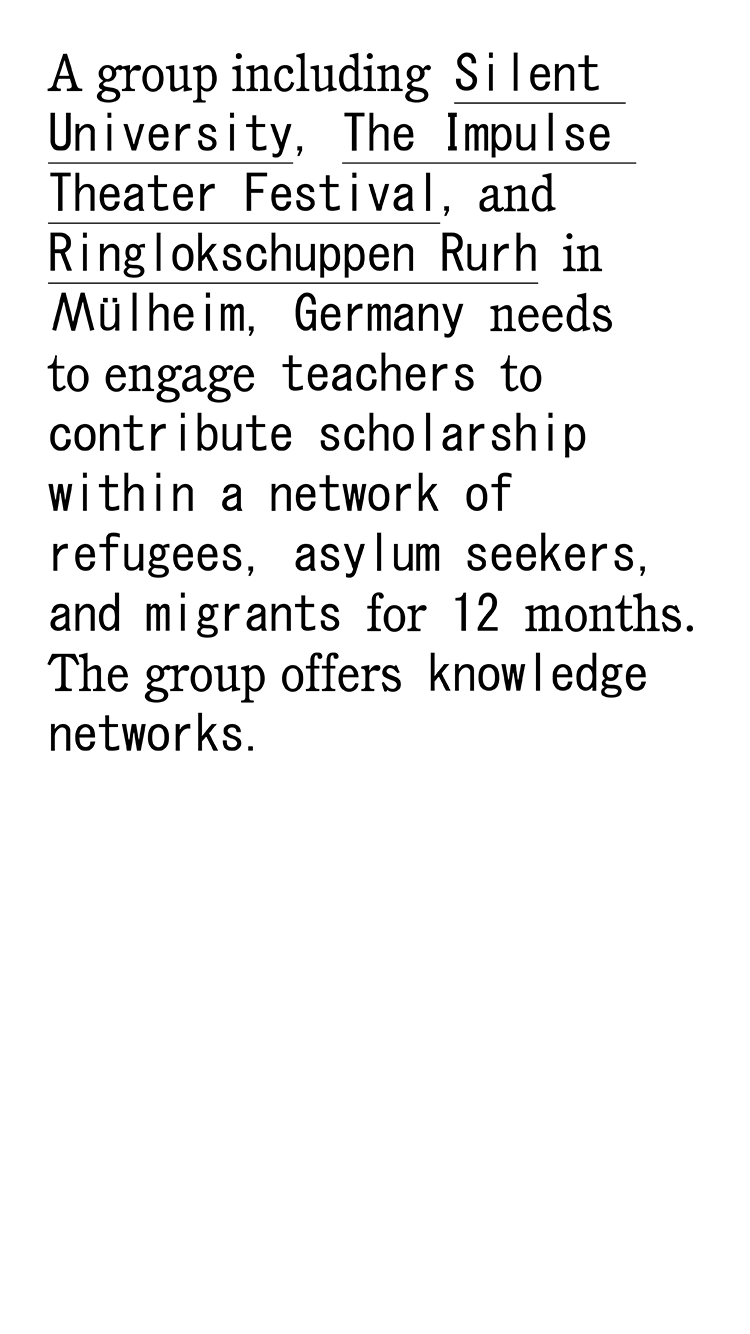 A group including Silent
University, The Impulse
Theater Festival, and
Ringlokschuppen Rurh in
Mülheim, Germany needs
to engage teachers to
contribute scholarship
within a network of
refugees, asylum seekers,
and migrants for 12 months.
The group offers knowledge
networks.